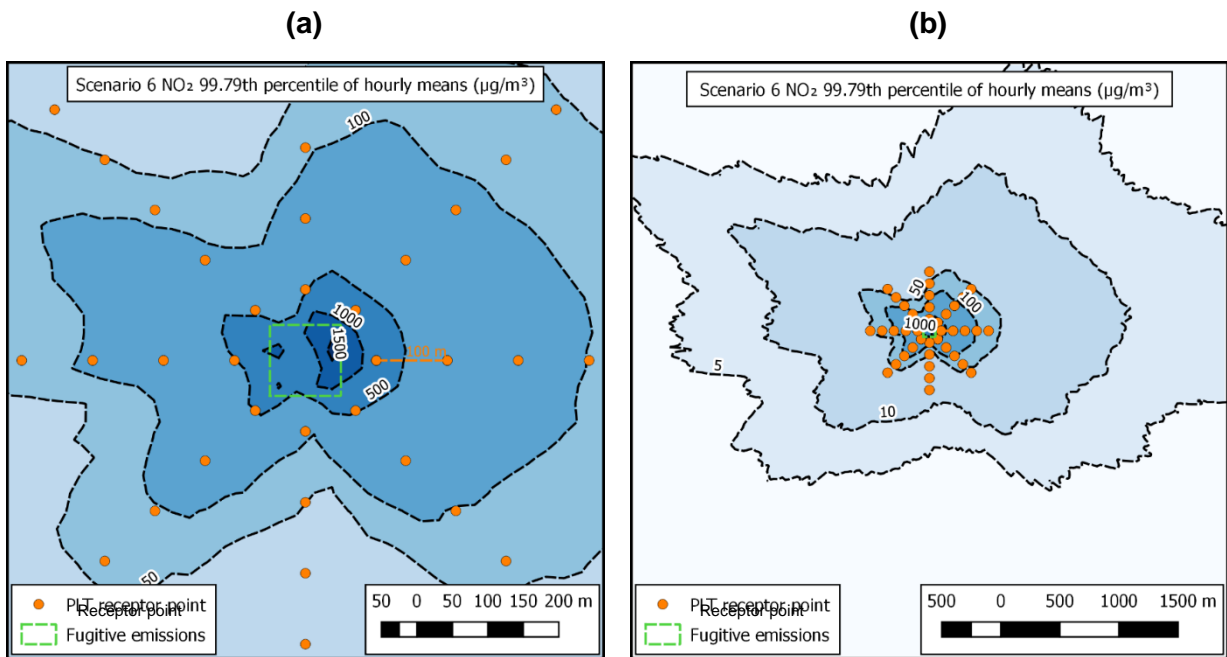 (a)
(b)
Scenario 6 NO₂ 99.79th percentile of hourly means (µg/m³)
100
1000
1500
100 m
500
50
PLT receptor point
Receptor point
Fugitive emissions
50 0 50 100 150 200 m
Scenario 6 NO₂ 99.79th percentile of hourly means (µg/m³)
50
100
1000
5
10
PLT receptor point
Receptor point
Fugitive emissions
500 0 500 1000 1500 m